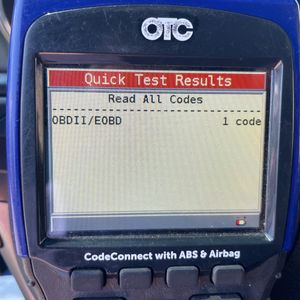 OTC
Quick Test Results
Read All Codes
OBDII/EOBD 1 code
CodeConnect with ABS & Airbag